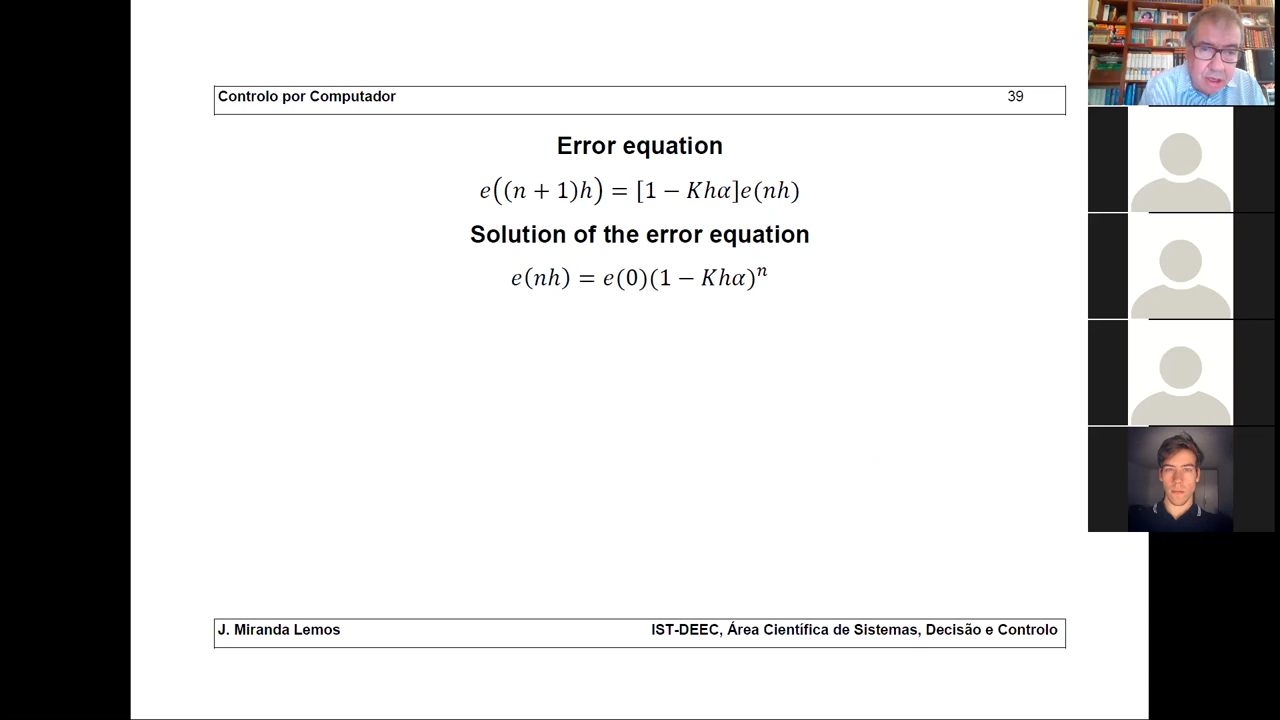 Controlo por Computador 39
Error equation
e((n + 1)h) = [1 − Khα]e(nh)
Solution of the error equation
e(nh) = e(0)(1 − Khα)ⁿ
J. Miranda Lemos IST-DEEC, Área Científica de Sistemas, Decisão e Controlo